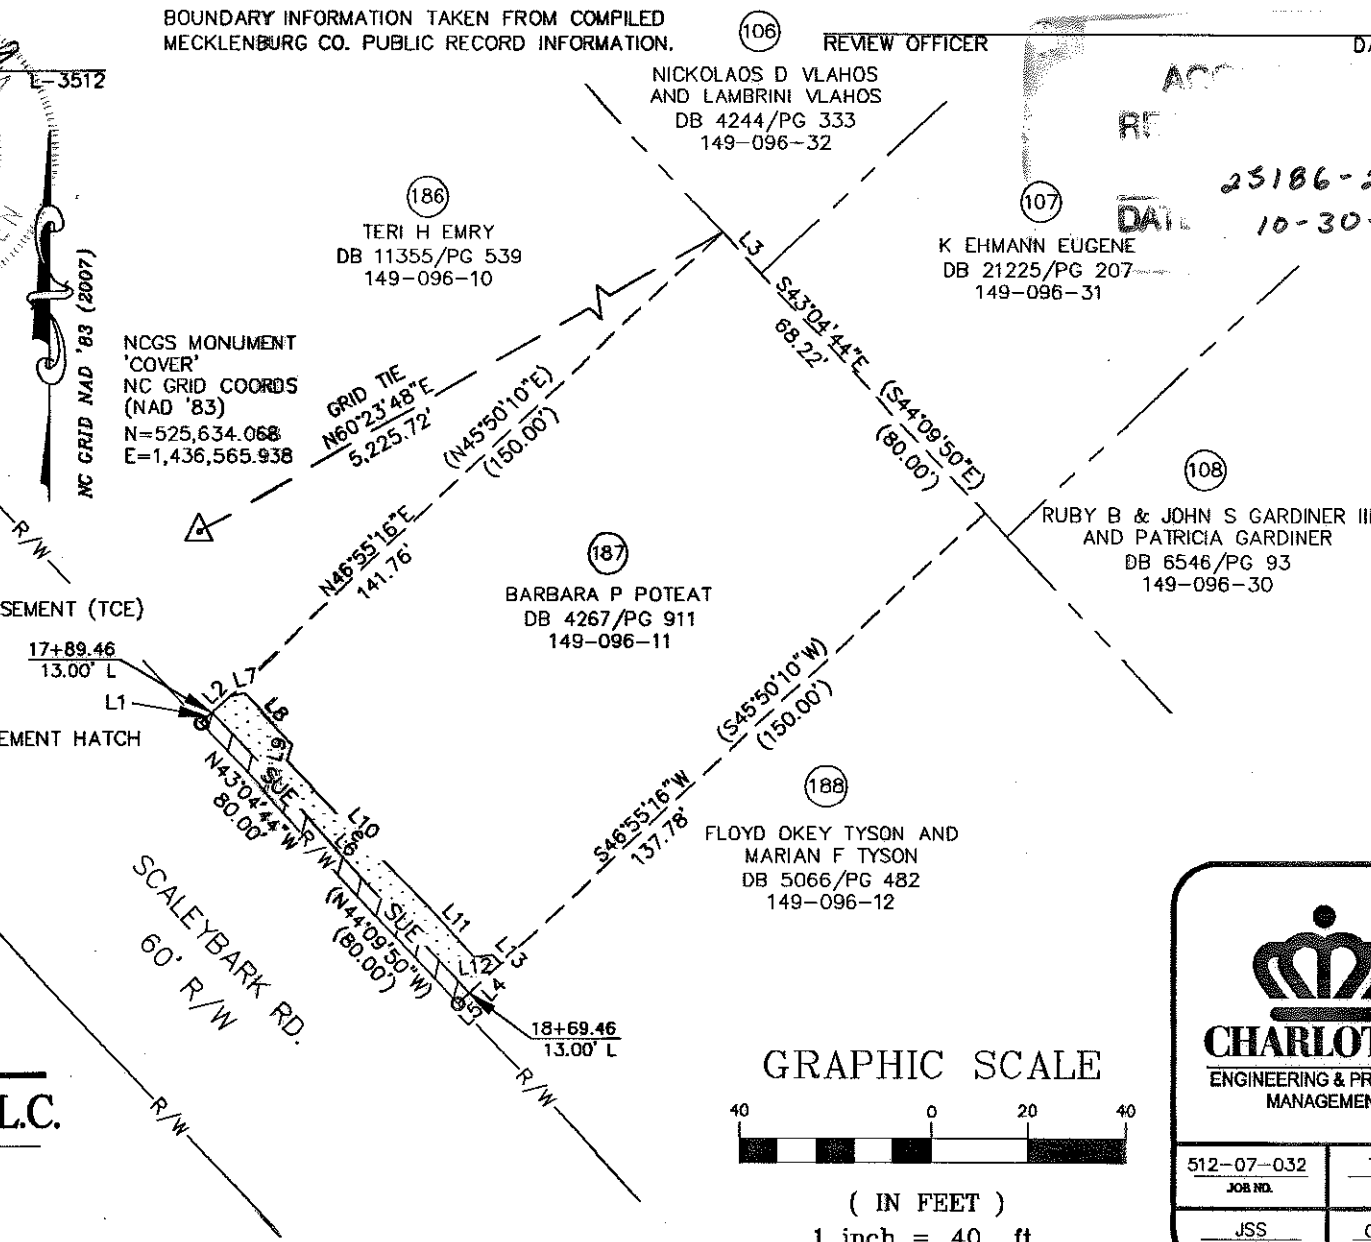 BOUNDARY INFORMATION TAKEN FROM COMPILED
MECKLENBURG CO. PUBLIC RECORD INFORMATION.
L-3512
106
REVIEW OFFICER
NICKOLAOS D VLAHOS
AND LAMBRINI VLAHOS
DB 4244/PG 333
149-096-32
25186-2
DATE
10-30-
186
TERI H EMRY
DB 11355/PG 539
149-096-10
107
K EHMANN EUGENE
DB 21225/PG 207
149-096-31
L3
S43°04'44"E
68.22'
(S44°09'50"E)
(80.00')
NC GRID NAD '83 (2007)
NCGS MONUMENT
'COVER'
NC GRID COORDS
(NAD '83)
N=525,634.068
E=1,436,565.938
GRID TIE
N60°23'48"E
5,225.72'
(N45°50'10"E)
(150.00')
N46°55'16"E
141.76'
108
RUBY B & JOHN S GARDINER III
AND PATRICIA GARDINER
DB 6546/PG 93
149-096-30
187
BARBARA P POTEAT
DB 4267/PG 911
149-096-11
R/W
SEMENT (TCE)
17+89.46
13.00' L
L1
EMENT HATCH
L2
L7
L8
L9
L10
L6
L11
L12
L13
L4
L5
SUE
SUE
N43°04'44"W
80.00'
R/W
(N44°09'50"W)
(80.00')
(S45°50'10"W)
(150.00')
S46°55'16"W
137.78'
188
FLOYD OKEY TYSON AND
MARIAN F TYSON
DB 5066/PG 482
149-096-12
SCALEYBARK RD.
60' R/W
18+69.46
13.00' L
R/W
R/W
L.C.
GRAPHIC SCALE
40 0 20 40
( IN FEET )
1 inch = 40 ft
CHARLOT
ENGINEERING & PR
MANAGEMEN
512-07-032
JOB NO.
JSS